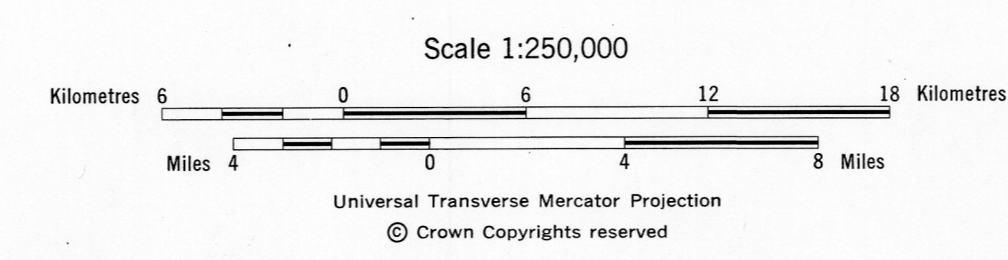 Scale 1:250,000
Kilometres 6 0 6 12 18 Kilometres
Miles 4 0 4 8 Miles
Universal Transverse Mercator Projection
© Crown Copyrights reserved